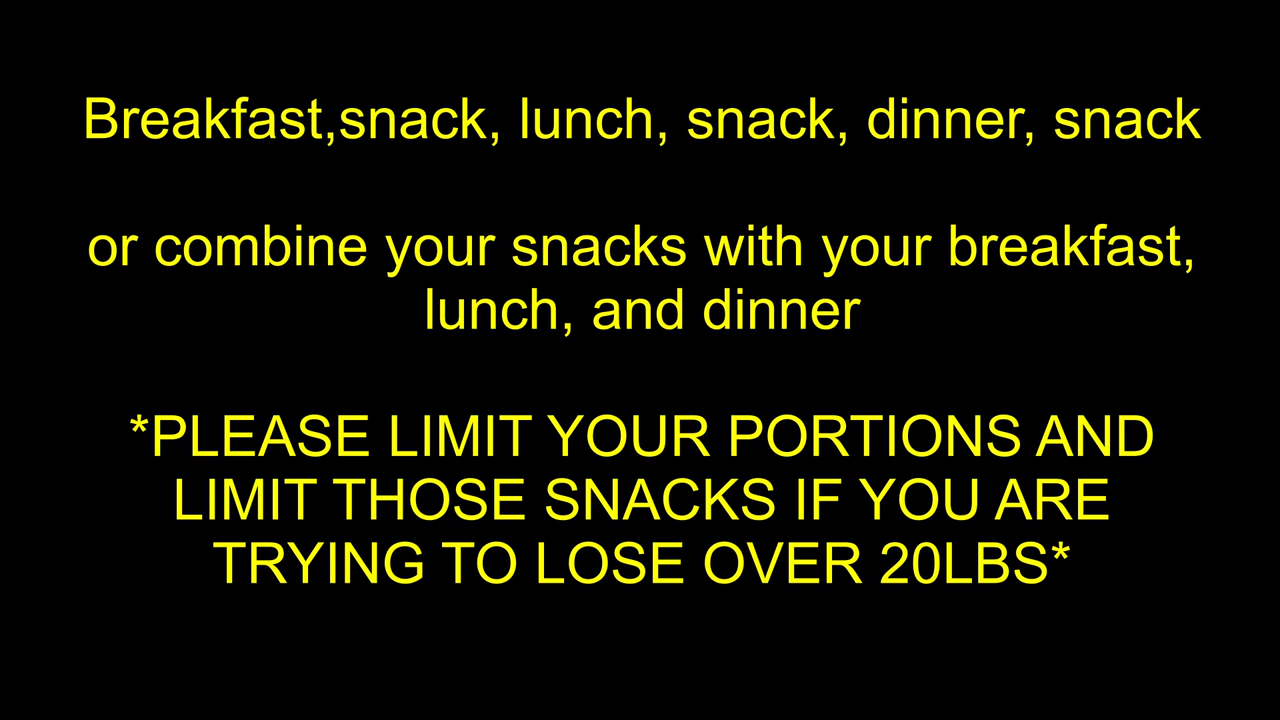 Breakfast,snack, lunch, snack, dinner, snack
or combine your snacks with your breakfast,
lunch, and dinner
*PLEASE LIMIT YOUR PORTIONS AND
LIMIT THOSE SNACKS IF YOU ARE
TRYING TO LOSE OVER 20LBS*